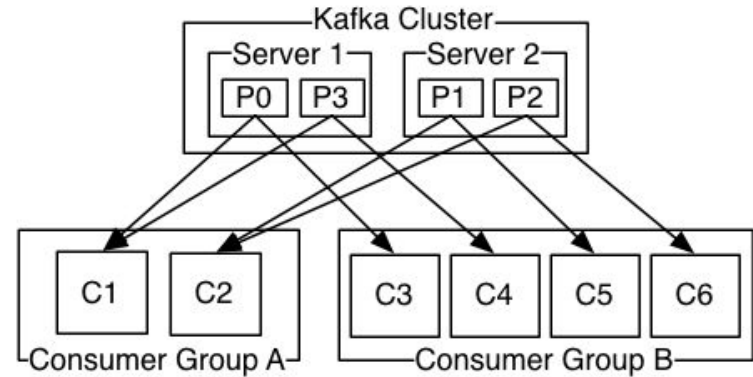 Kafka Cluster
Server 1 Server 2
P0 P3 P1 P2
C1 C2 C3 C4 C5 C6
Consumer Group A Consumer Group B